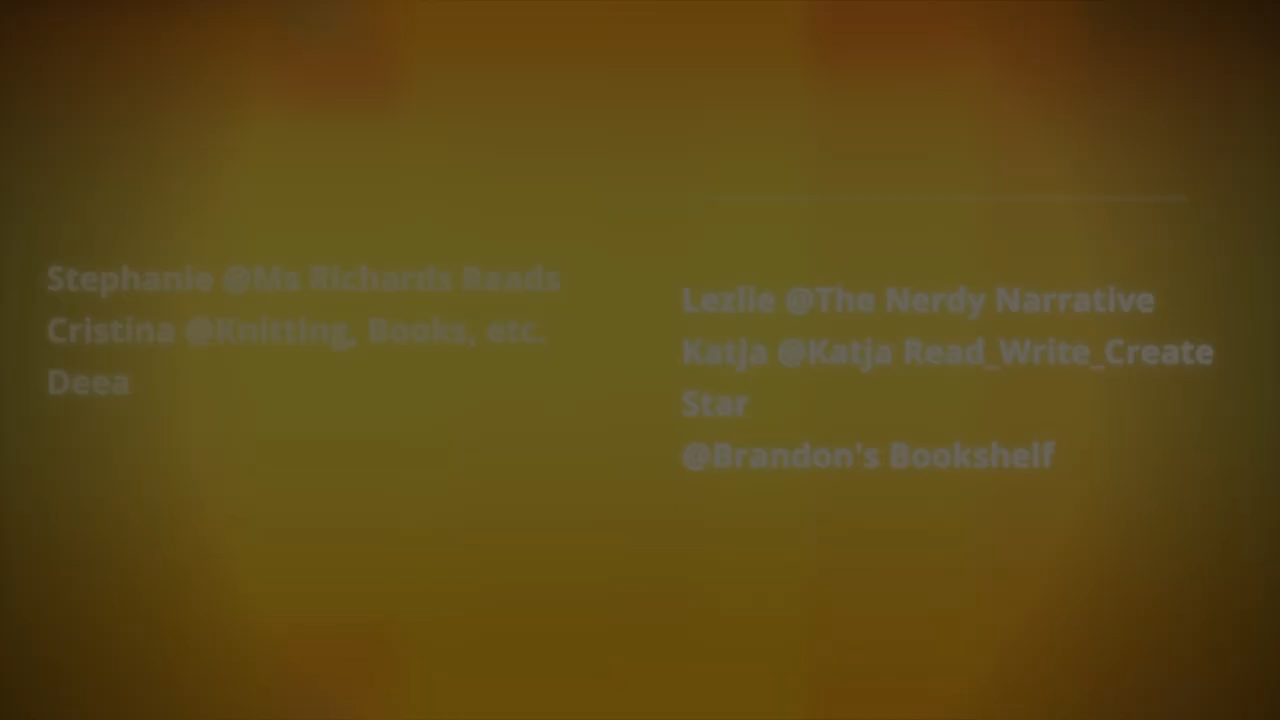 Stephanie @Ms Richards Reads
Cristina @Knitting, Books, etc.
Deea
Lezlie @The Nerdy Narrative
Katja @Katja Read_Write_Create
Star
@Brandon's Bookshelf